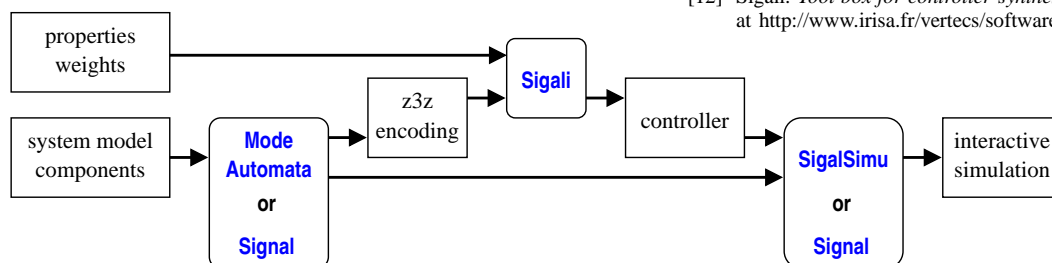 [12] Sigali. Tool box for controller synthe
at http://www.irisa.fr/vertecs/software
properties
weights
Sigali
z3z
encoding
controller
system model
components
Mode
Automata
or
Signal
SigalSimu
or
Signal
interactive
simulation